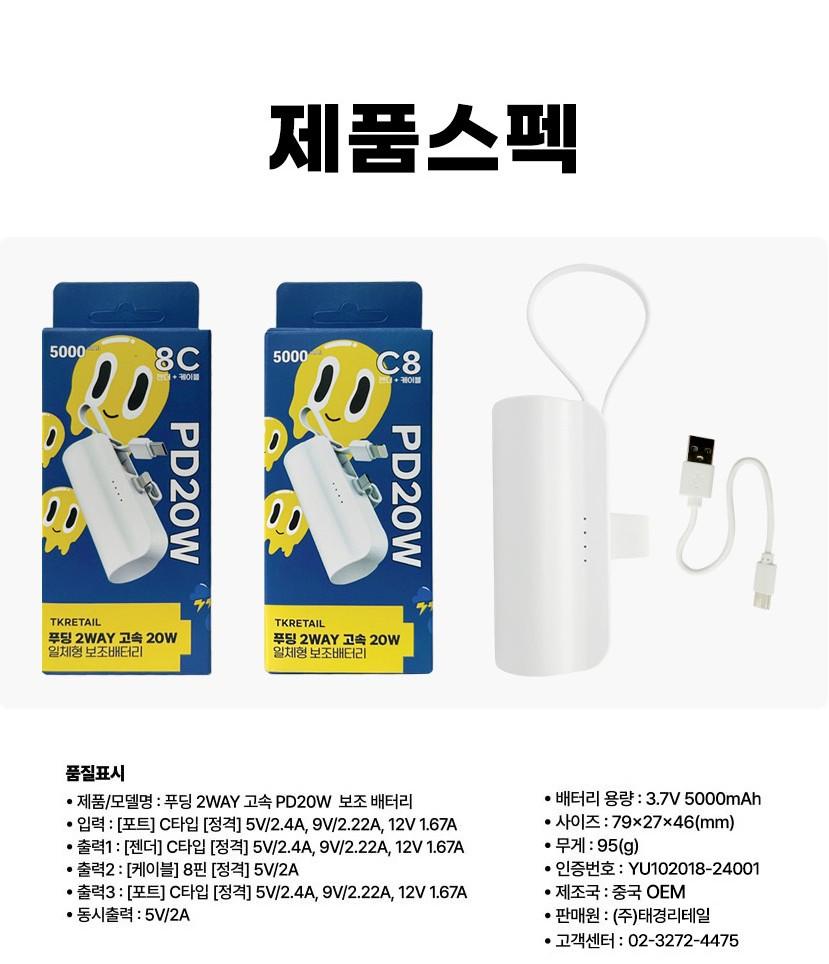 제품스펙
5000mAh
8C
젠더 + 케이블
PD20W
TKRETAIL
푸딩 2WAY 고속 20W
일체형 보조배터리
5000mAh
C8
젠더 + 케이블
PD20W
TKRETAIL
푸딩 2WAY 고속 20W
일체형 보조배터리
품질표시
• 제품/모델명 : 푸딩 2WAY 고속 PD20W 보조 배터리
• 입력 : [포트] C타입 [정격] 5V/2.4A, 9V/2.22A, 12V 1.67A
• 출력1 : [젠더] C타입 [정격] 5V/2.4A, 9V/2.22A, 12V 1.67A
• 출력2 : [케이블] 8핀 [정격] 5V/2A
• 출력3 : [포트] C타입 [정격] 5V/2.4A, 9V/2.22A, 12V 1.67A
• 동시출력 : 5V/2A
• 배터리 용량 : 3.7V 5000mAh
• 사이즈 : 79×27×46(mm)
• 무게 : 95(g)
• 인증번호 : YU102018-24001
• 제조국 : 중국 OEM
• 판매원 : (주)태경리테일
• 고객센터 : 02-3272-4475